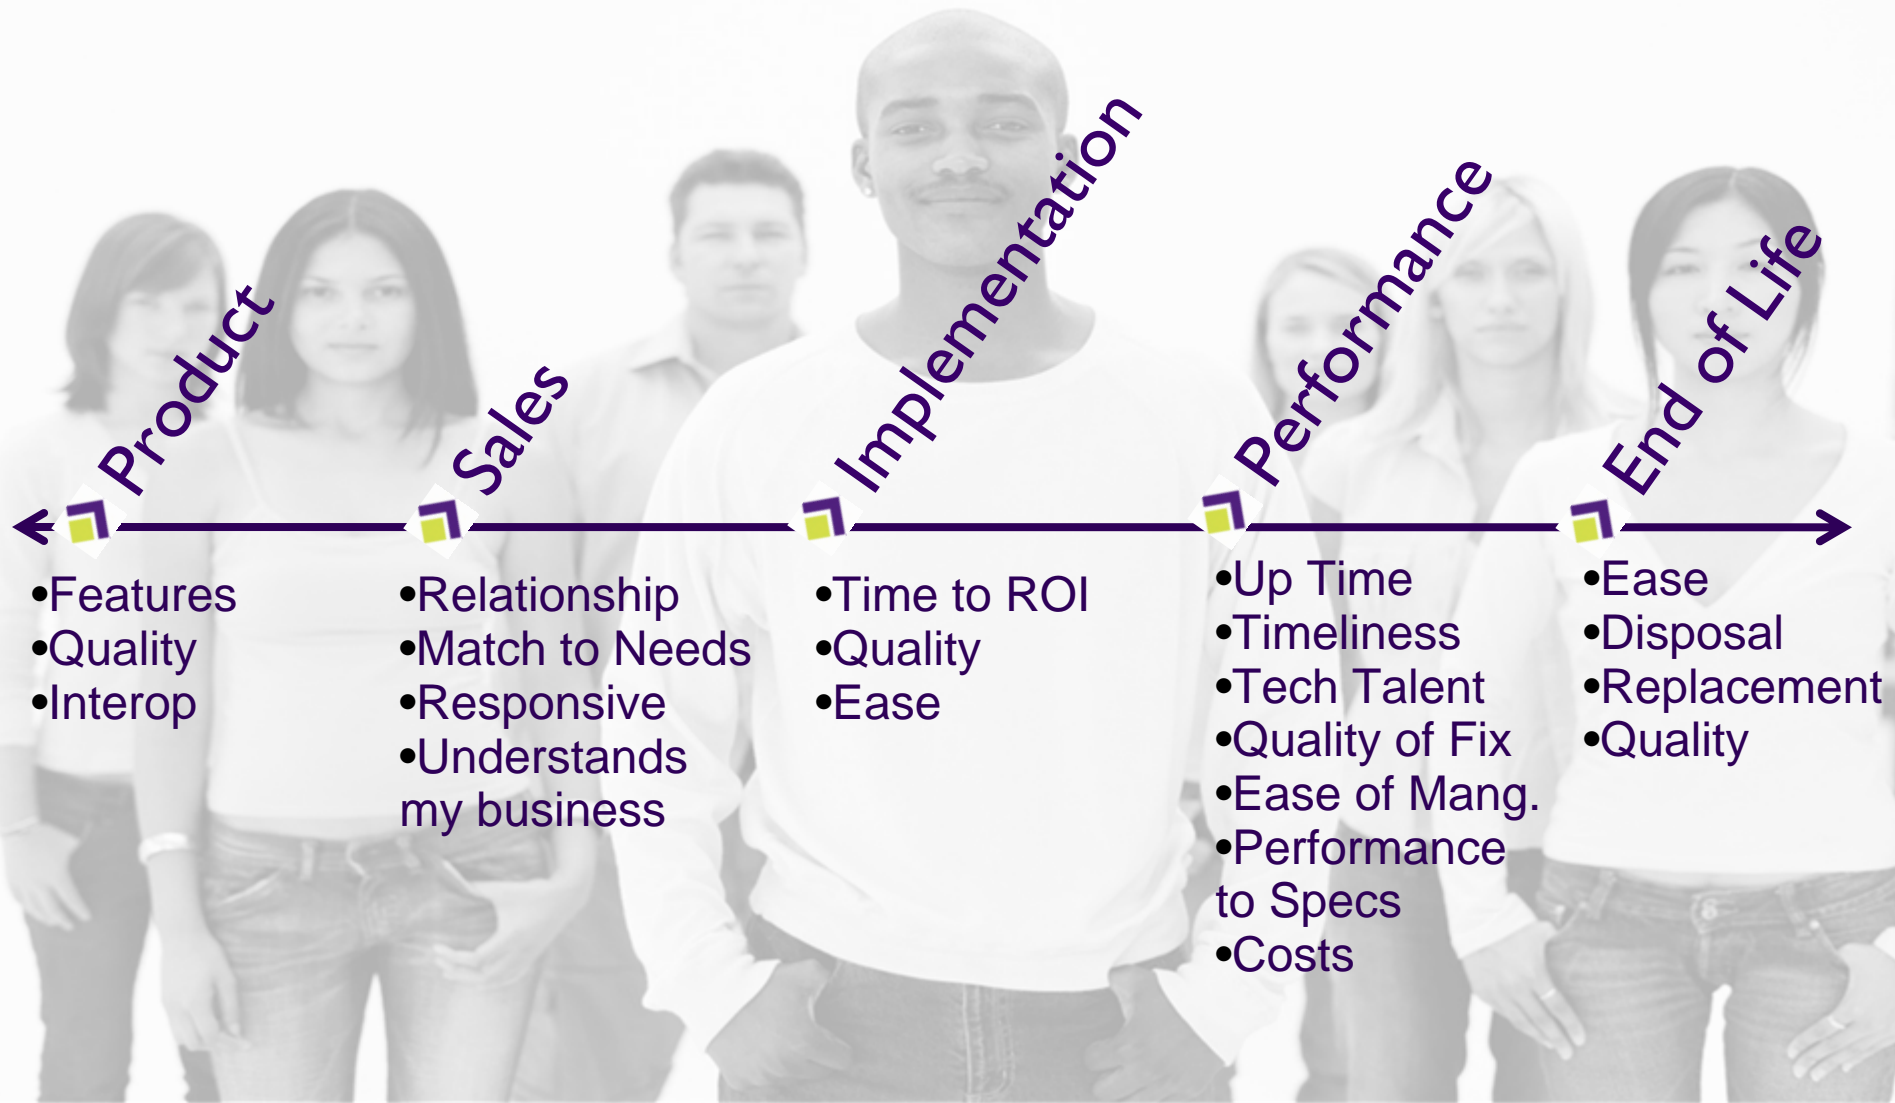 Product
Sales
Implementation
Performance
End of Life
•Features
•Quality
•Interop
•Relationship
•Match to Needs
•Responsive
•Understands
my business
•Time to ROI
•Quality
•Ease
•Up Time
•Timeliness
•Tech Talent
•Quality of Fix
•Ease of Mang.
•Performance
to Specs
•Costs
•Ease
•Disposal
•Replacement
•Quality